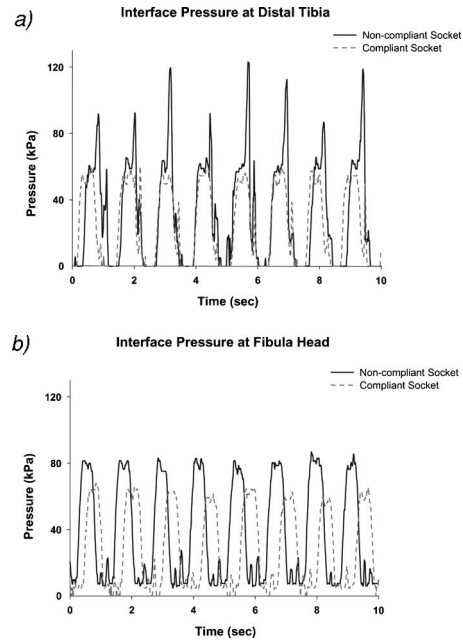 a)
Interface Pressure at Distal Tibia
Non-compliant Socket
Compliant Socket
Pressure (kPa)
120
80
40
0
0 2 4 6 8 10
Time (sec)
b)
Interface Pressure at Fibula Head
Non-compliant Socket
Compliant Socket
Pressure (kPa)
120
80
40
0
0 2 4 6 8 10
Time (sec)